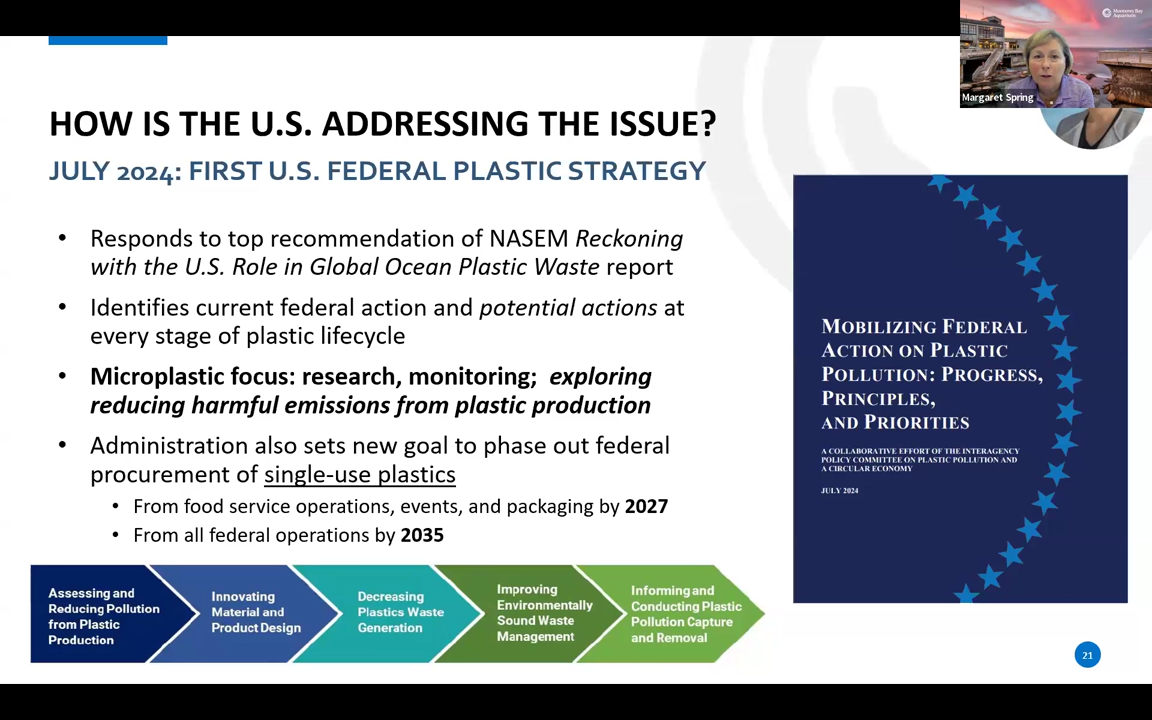 Monterey Bay
Aquarium
Margaret Spring
HOW IS THE U.S. ADDRESSING THE ISSUE?
JULY 2024: FIRST U.S. FEDERAL PLASTIC STRATEGY
• Responds to top recommendation of NASEM Reckoning
with the U.S. Role in Global Ocean Plastic Waste report
• Identifies current federal action and potential actions at
every stage of plastic lifecycle
• Microplastic focus: research, monitoring; exploring
reducing harmful emissions from plastic production
• Administration also sets new goal to phase out federal
procurement of single-use plastics
• From food service operations, events, and packaging by 2027
• From all federal operations by 2035
Assessing and
Reducing Pollution
from Plastic
Production
Innovating
Material and
Product Design
Decreasing
Plastics Waste
Generation
Improving
Environmentally
Sound Waste
Management
Informing and
Conducting Plastic
Pollution Capture
and Removal
MOBILIZING FEDERAL
ACTION ON PLASTIC
POLLUTION: PROGRESS,
PRINCIPLES,
AND PRIORITIES
A COLLABORATIVE EFFORT OF THE INTERAGENCY
POLICY COMMITTEE ON PLASTIC POLLUTION AND
A CIRCULAR ECONOMY
JULY 2024
21